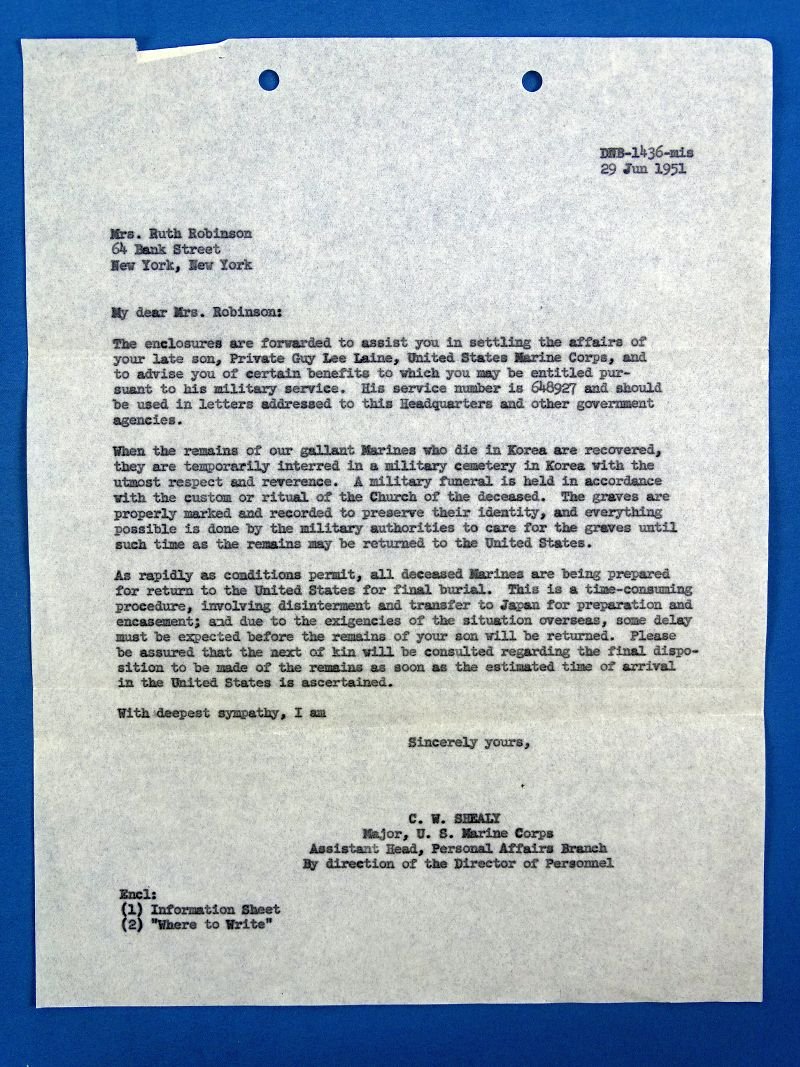 DNB-1436-mis
29 Jun 1951
Mrs. Ruth Robinson
64 Bank Street
New York, New York
My dear Mrs. Robinson:
The enclosures are forwarded to assist you in settling the affairs of
your late son, Private Guy Lee Laine, United States Marine Corps, and
to advise you of certain benefits to which you may be entitled pur-
suant to his military service. His service number is 648927 and should
be used in letters addressed to this Headquarters and other government
agencies.
When the remains of our gallant Marines who die in Korea are recovered,
they are temporarily interred in a military cemetery in Korea with the
utmost respect and reverence. A military funeral is held in accordance
with the custom or ritual of the Church of the deceased. The graves are
properly marked and recorded to preserve their identity, and everything
possible is done by the military authorities to care for the graves until
such time as the remains may be returned to the United States.
As rapidly as conditions permit, all deceased Marines are being prepared
for return to the United States for final burial. This is a time-consuming
procedure, involving disinterment and transfer to Japan for preparation and
encasement; and due to the exigencies of the situation overseas, some delay
must be expected before the remains of your son will be returned. Please
be assured that the next of kin will be consulted regarding the final dispo-
sition to be made of the remains as soon as the estimated time of arrival
in the United States is ascertained.
With deepest sympathy, I am
Sincerely yours,
C. W. SHEALY
Major, U. S. Marine Corps
Assistant Head, Personal Affairs Branch
By direction of the Director of Personnel
Encl:
(1) Information Sheet
(2) "Where to Write"